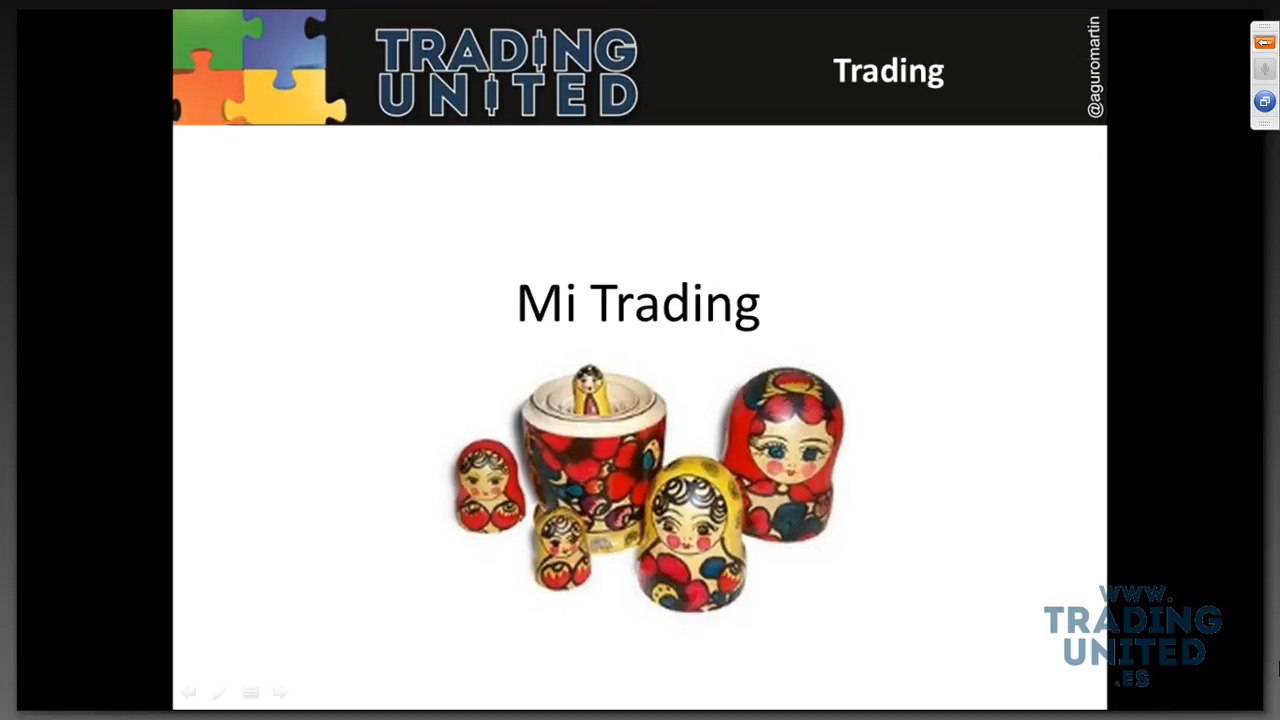 TRADING
UNITED
Trading
@aguromartin
Mi Trading
www.
TRADING
UNITED
.ES